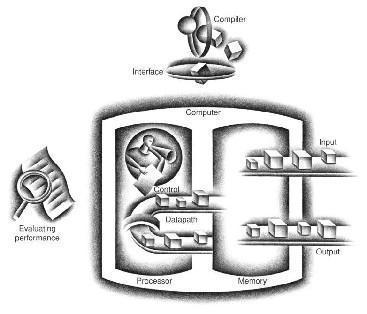 Compiler
Interface
Computer
Input
Control
Datapath
Evaluating
performance
Output
Processor
Memory